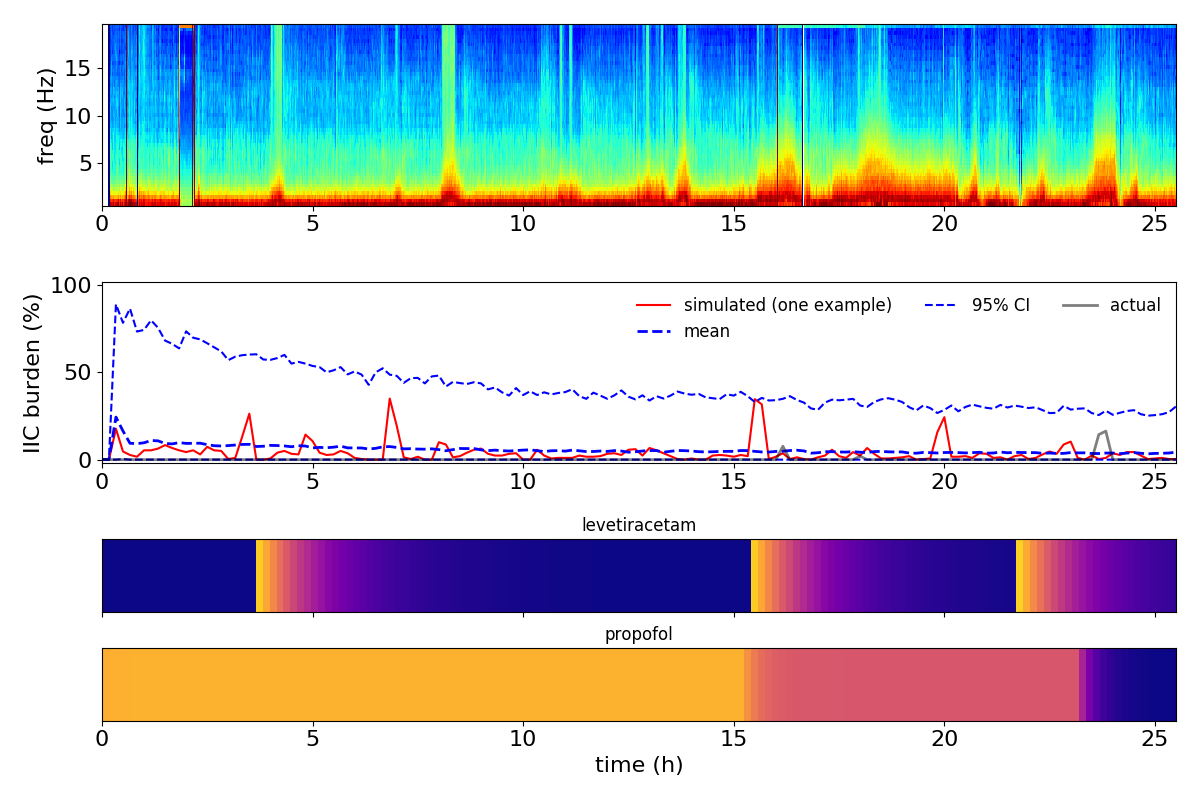 freq (Hz)
15
10
5
0 5 10 15 20 25
IIC burden (%)
100
50
0
simulated (one example) 95% CI actual
mean
0 5 10 15 20 25
levetiracetam
propofol
0 5 10 15 20 25
time (h)